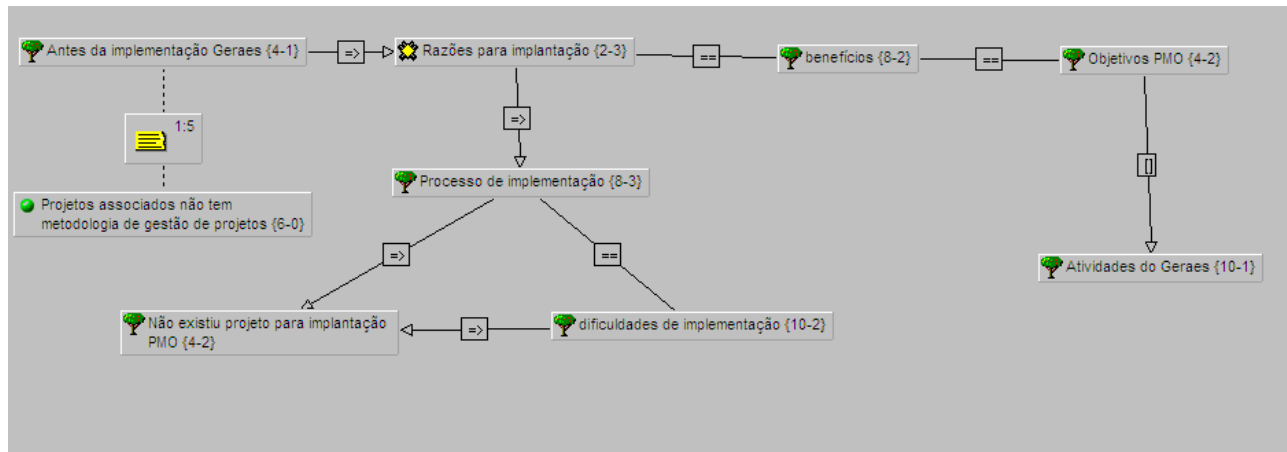 Antes da implementação Geraes {4-1}
=>
Razões para implantação {2-3}
==
benefícios {8-2}
==
Objetivos PMO {4-2}
1:5
=>
[]
Processo de implementação {8-3}
Projetos associados não tem
metodologia de gestão de projetos {6-0}
=>
==
Atividades do Geraes {10-1}
Não existiu projeto para implantação
PMO {4-2}
=>
dificuldades de implementação {10-2}